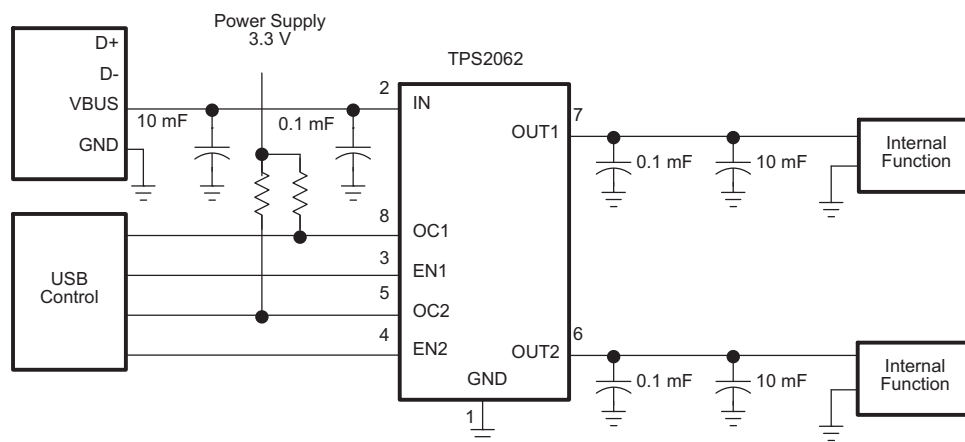 Power Supply
3.3 V
TPS2062
D+
D-
VBUS
GND
10 mF
0.1 mF
2
IN
7
OUT1
0.1 mF
10 mF
Internal
Function
USB
Control
8
OC1
3
EN1
5
OC2
4
EN2
6
OUT2
GND
1
0.1 mF
10 mF
Internal
Function